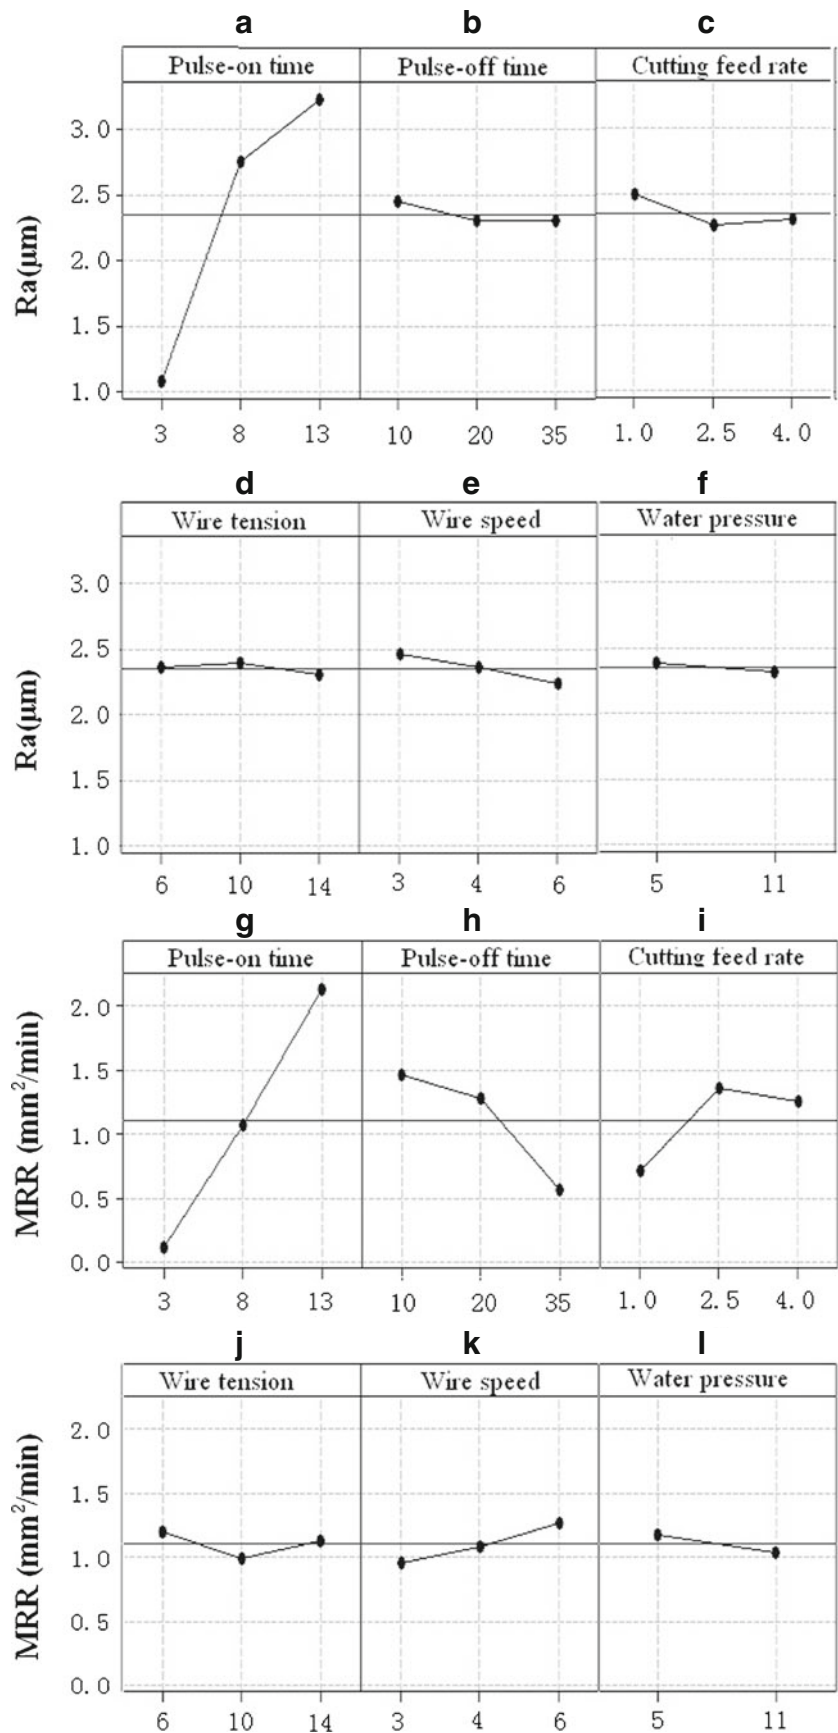 a b c
Pulse-on time Pulse-off time Cutting feed rate
Ra(μm)
3.0
2.5
2.0
1.5
1.0
3 8 13 10 20 35 1.0 2.5 4.0
d e f
Wire tension Wire speed Water pressure
Ra(μm)
3.0
2.5
2.0
1.5
1.0
6 10 14 3 4 6 5 11
g h i
Pulse-on time Pulse-off time Cutting feed rate
MRR (mm²/min)
2.0
1.5
1.0
0.5
0.0
3 8 13 10 20 35 1.0 2.5 4.0
j k l
Wire tension Wire speed Water pressure
MRR (mm²/min)
2.0
1.5
1.0
0.5
0.0
6 10 14 3 4 6 5 11